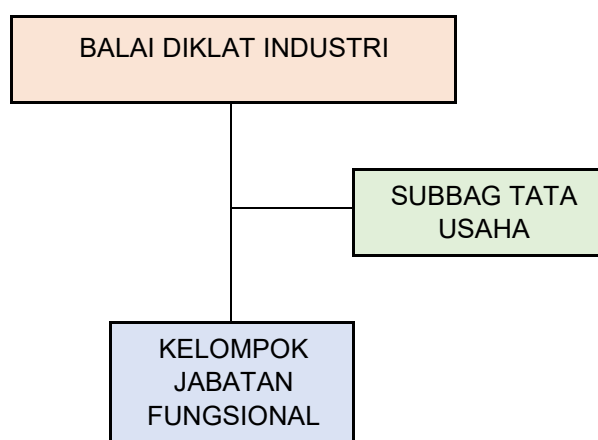 BALAI DIKLAT INDUSTRI
SUBBAG TATA
USAHA
KELOMPOK
JABATAN
FUNGSIONAL